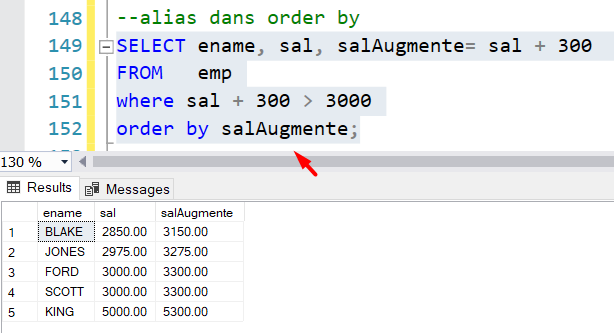 148 --alias dans order by
149 SELECT ename, sal, salAugmente= sal + 300
150 FROM   emp
151 where sal + 300 > 3000
152 order by salAugmente;
130 %
Results Messages
ename sal salAugmente
1 BLAKE 2850.00 3150.00
2 JONES 2975.00 3275.00
3 FORD 3000.00 3300.00
4 SCOTT 3000.00 3300.00
5 KING 5000.00 5300.00